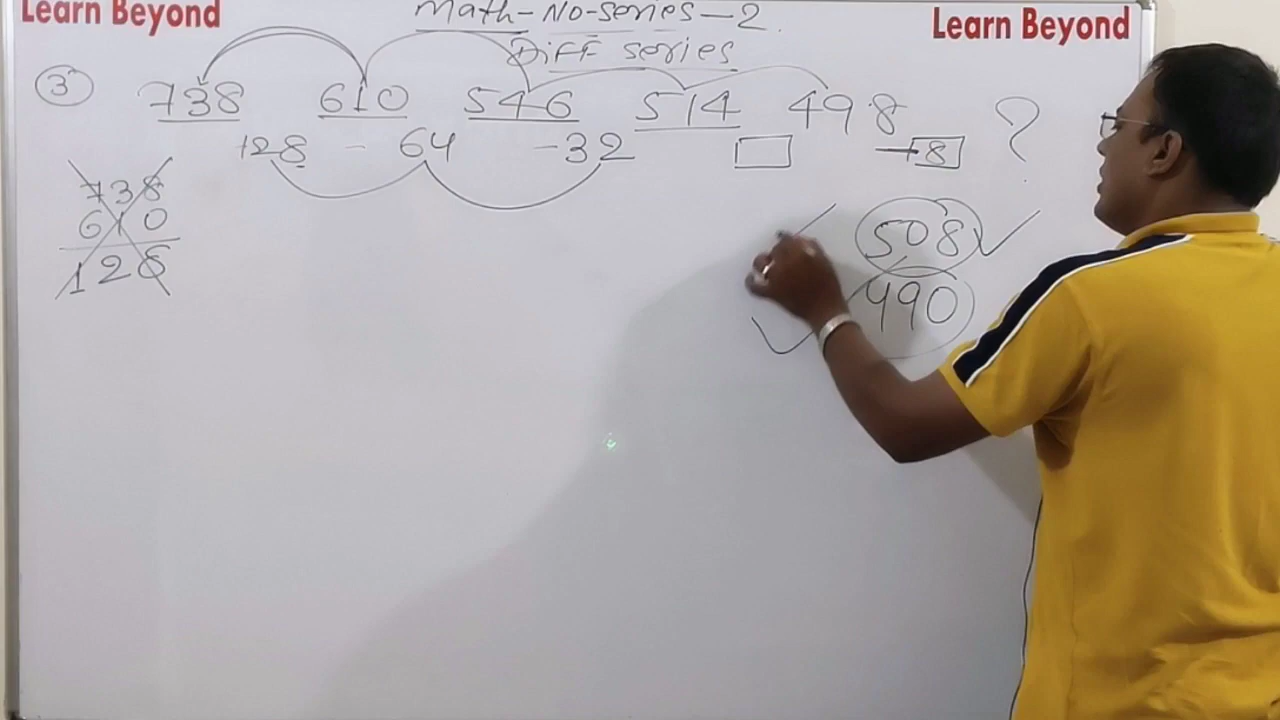 Learn Beyond
Math-No-series-2
Learn Beyond
Diff series
3 738 610 546 514 498 ?
128 - 64 -32 +8
738
610
128
508
490